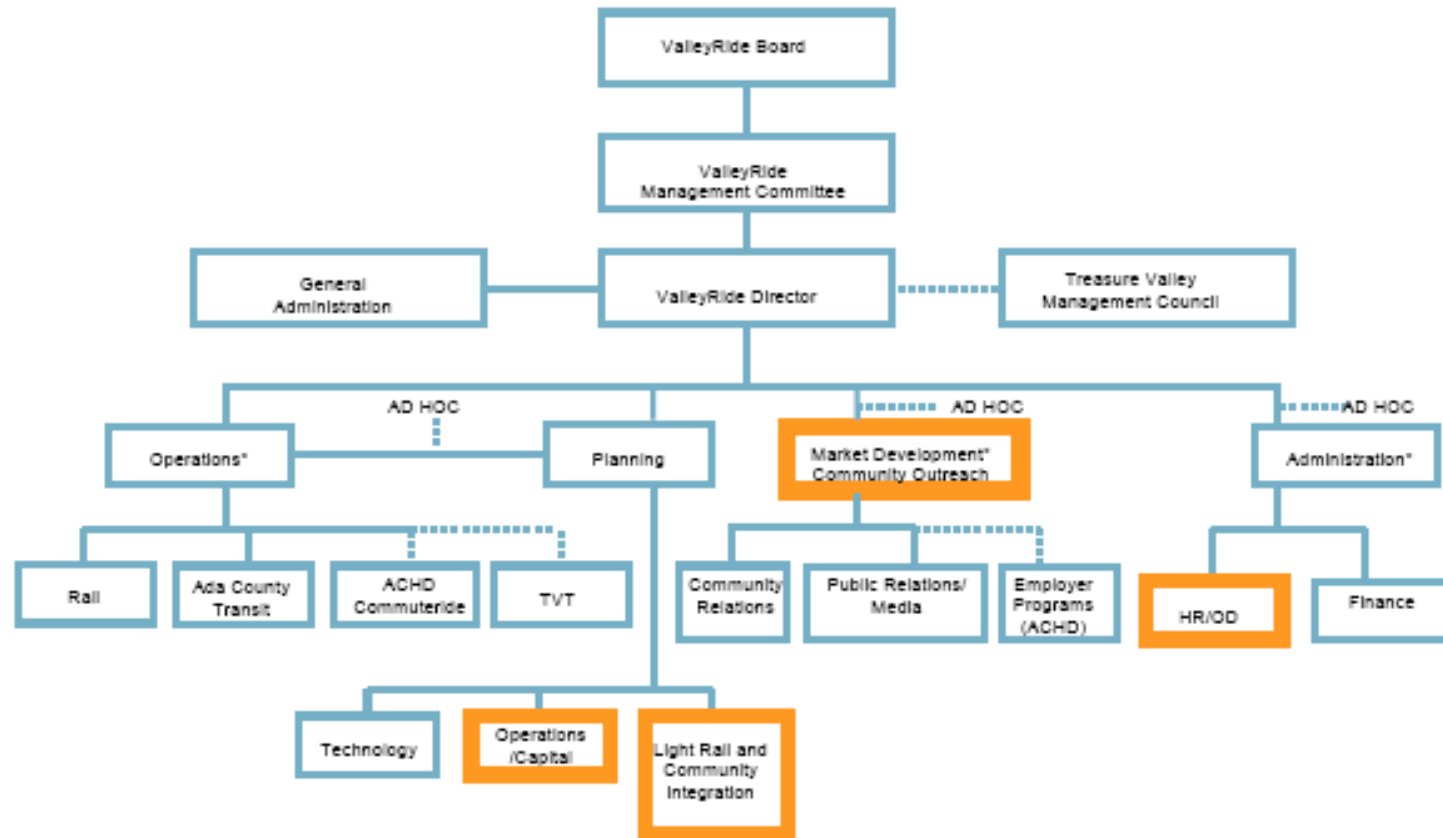 ValleyRide Board
ValleyRide
Management Committee
General
Administration
ValleyRide Director
Treasure Valley
Management Council
AD HOC
AD HOC
AD HOC
Operations*
Planning
Market Development*
Community Outreach
Administration*
Rail
Ada County
Transit
ACHD
Commuteride
TVT
Community
Relations
Public Relations/
Media
Employer
Programs
(ACHD)
HR/OD
Finance
Technology
Operations
/Capital
Light Rail and
Community
Integration